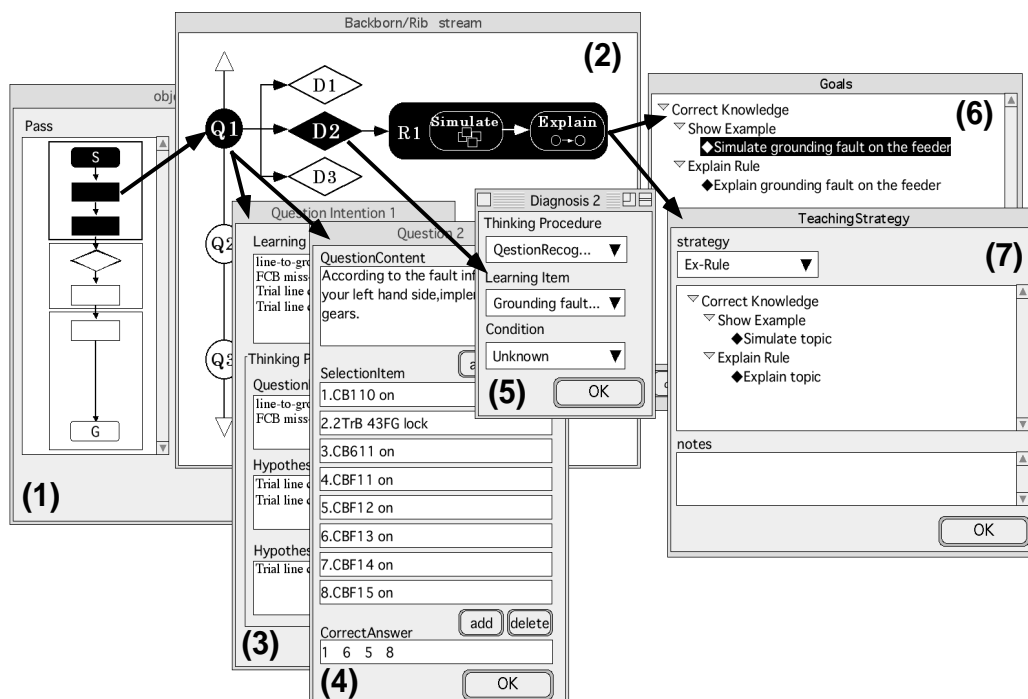 Backborn/Rib stream
(2)
obj
Pass
S
G
(1)
Q1
Q2
Q3
D1
D2
D3
R1
Simulate
Explain
Goals
(6)
Correct Knowledge
Show Example
Simulate grounding fault on the feeder
Explain Rule
Explain grounding fault on the feeder
Question Intention 1
Learning
line-to-gro
FCB miss-
Trial line
Trial line
Thinking P
Question
line-to-gro
FCB miss-
Hypothes
Trial line
Trial line
Hypothes
Trial line
(3)
Question 2
QuestionContent
According to the fault inf
your left hand side,imple
gears.
SelectionItem
1.CB110 on
2.2TrB 43FG lock
3.CB611 on
4.CBF11 on
5.CBF12 on
6.CBF13 on
7.CBF14 on
8.CBF15 on
add
delete
CorrectAnswer
1 6 5 8
OK
(4)
Diagnosis 2
Thinking Procedure
QestionRecog...
Learning Item
Grounding fault...
Condition
Unknown
OK
(5)
TeachingStrategy
strategy
Ex-Rule
(7)
Correct Knowledge
Show Example
Simulate topic
Explain Rule
Explain topic
notes
OK